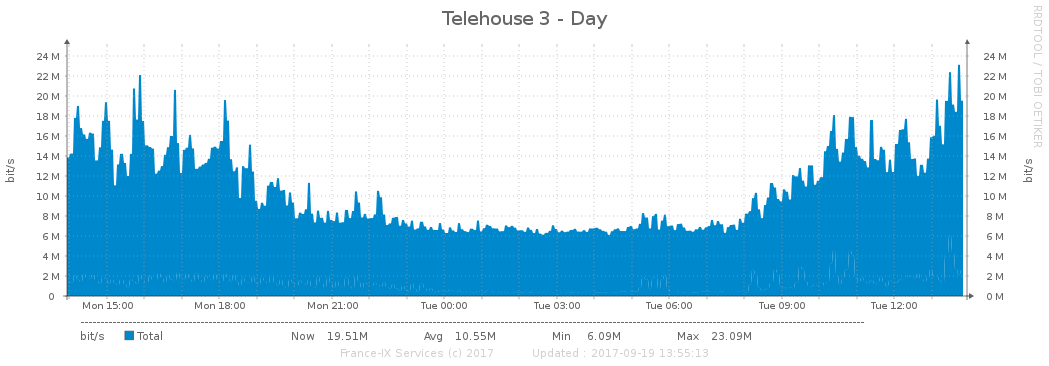 Telehouse 3 - Day
RRDTOOL / TOBI OETIKER
bit/s
24 M 24 M
22 M 22 M
20 M 20 M
18 M 18 M
16 M 16 M
14 M 14 M
12 M 12 M
10 M 10 M
8 M 8 M
6 M 6 M
4 M 4 M
2 M 2 M
0 0 M
bit/s
Mon 15:00 Mon 18:00 Mon 21:00 Tue 00:00 Tue 03:00 Tue 06:00 Tue 09:00 Tue 12:00
bit/s Total Now 19.51M Avg 10.55M Min 6.09M Max 23.09M
France-IX Services (c) 2017 Updated : 2017-09-19 13:55:13